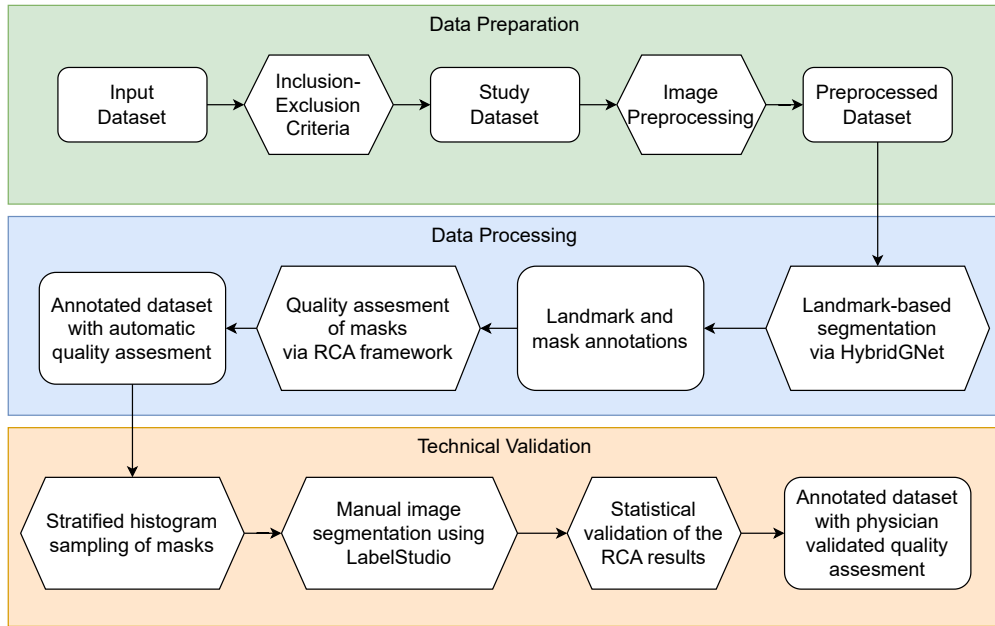 Data Preparation
Input
Dataset
Inclusion-
Exclusion
Criteria
Study
Dataset
Image
Preprocessing
Preprocessed
Dataset
Data Processing
Annotated dataset
with automatic
quality assesment
Quality assesment
of masks
via RCA framework
Landmark and
mask annotations
Landmark-based
segmentation
via HybridGNet
Technical Validation
Stratified histogram
sampling of masks
Manual image
segmentation using
LabelStudio
Statistical
validation of the
RCA results
Annotated dataset
with physician
validated quality
assesment